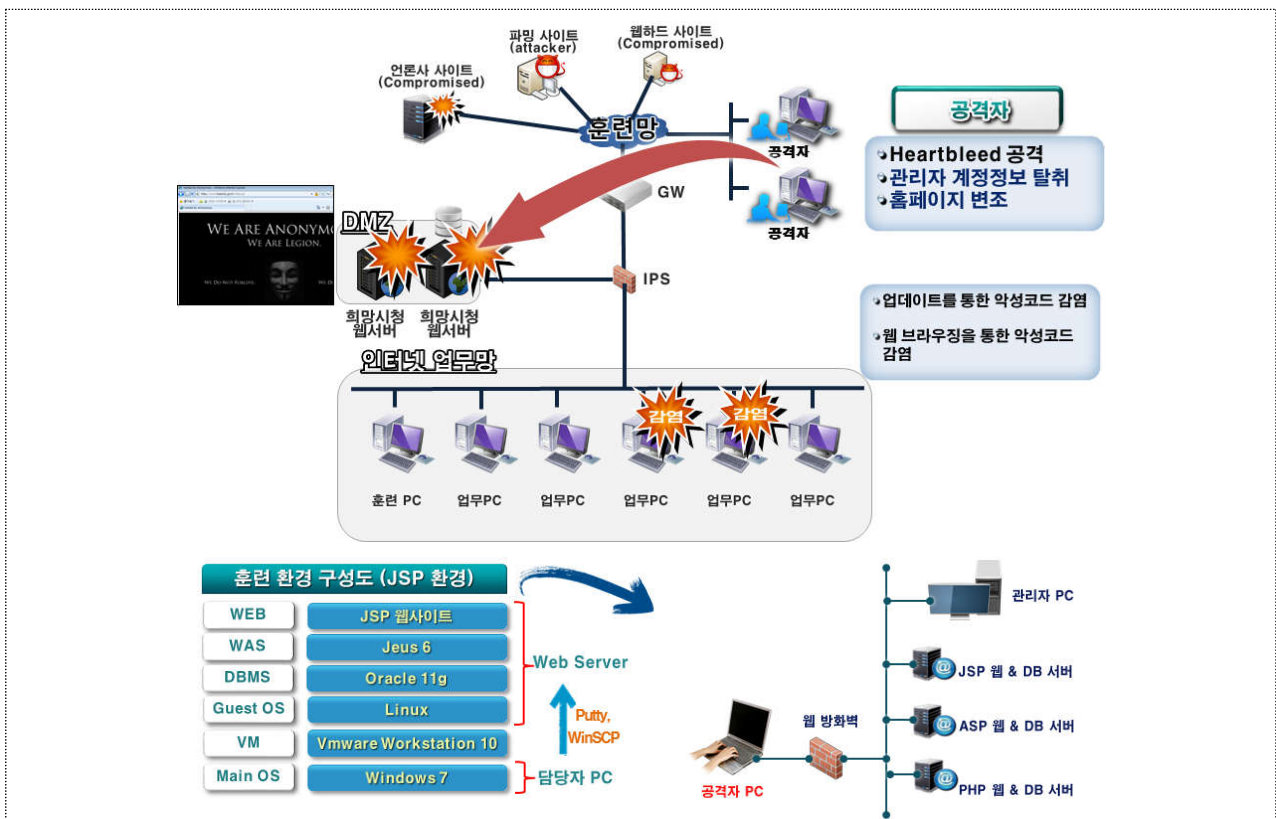 파밍 사이트
(attacker)
웹하드 사이트
(Compromised)
언론사 사이트
(Compromised)
훈련망
공격자
공격자
GW
공격자
Heartbleed 공격
관리자 계정정보 탈취
홈페이지 변조
WE ARE ANONYMO
WE ARE LEGION.
DMZ
IPS
희망시청
웹서버
희망시청
웹서버
업데이트를 통한 악성코드 감염
웹 브라우징을 통한 악성코드
감염
인터넷 업무망
감염
감염
훈련 PC
업무PC
업무PC
업무PC
업무PC
업무PC
훈련 환경 구성도 (JSP 환경)
WEB
JSP 웹사이트
WAS
Jeus 6
DBMS
Oracle 11g
Guest OS
Linux
VM
Vmware Workstation 10
Main OS
Windows 7
Web Server
Putty,
WinSCP
담당자 PC
관리자 PC
JSP 웹 & DB 서버
웹 방화벽
ASP 웹 & DB 서버
공격자 PC
PHP 웹 & DB 서버